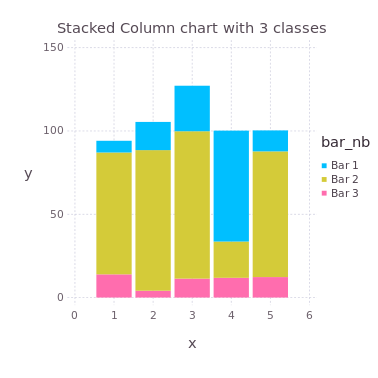 Stacked Column chart with 3 classes
150
100
50
0
y
0 1 2 3 4 5 6
x
bar_nb
Bar 1
Bar 2
Bar 3